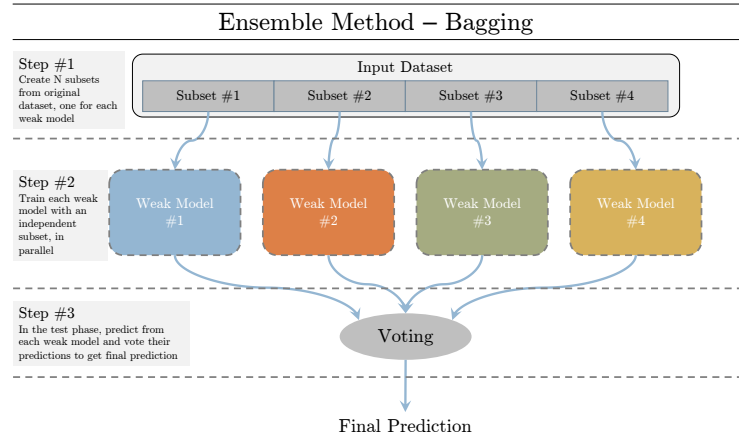 Ensemble Method – Bagging
Step #1
Create N subsets
from original
dataset, one for each
weak model
Input Dataset
Subset #1
Subset #2
Subset #3
Subset #4
Step #2
Train each weak
model with an
independent
subset, in
parallel
Weak Model
#1
Weak Model
#2
Weak Model
#3
Weak Model
#4
Step #3
In the test phase, predict from
each weak model and vote their
predictions to get final prediction
Voting
Final Prediction